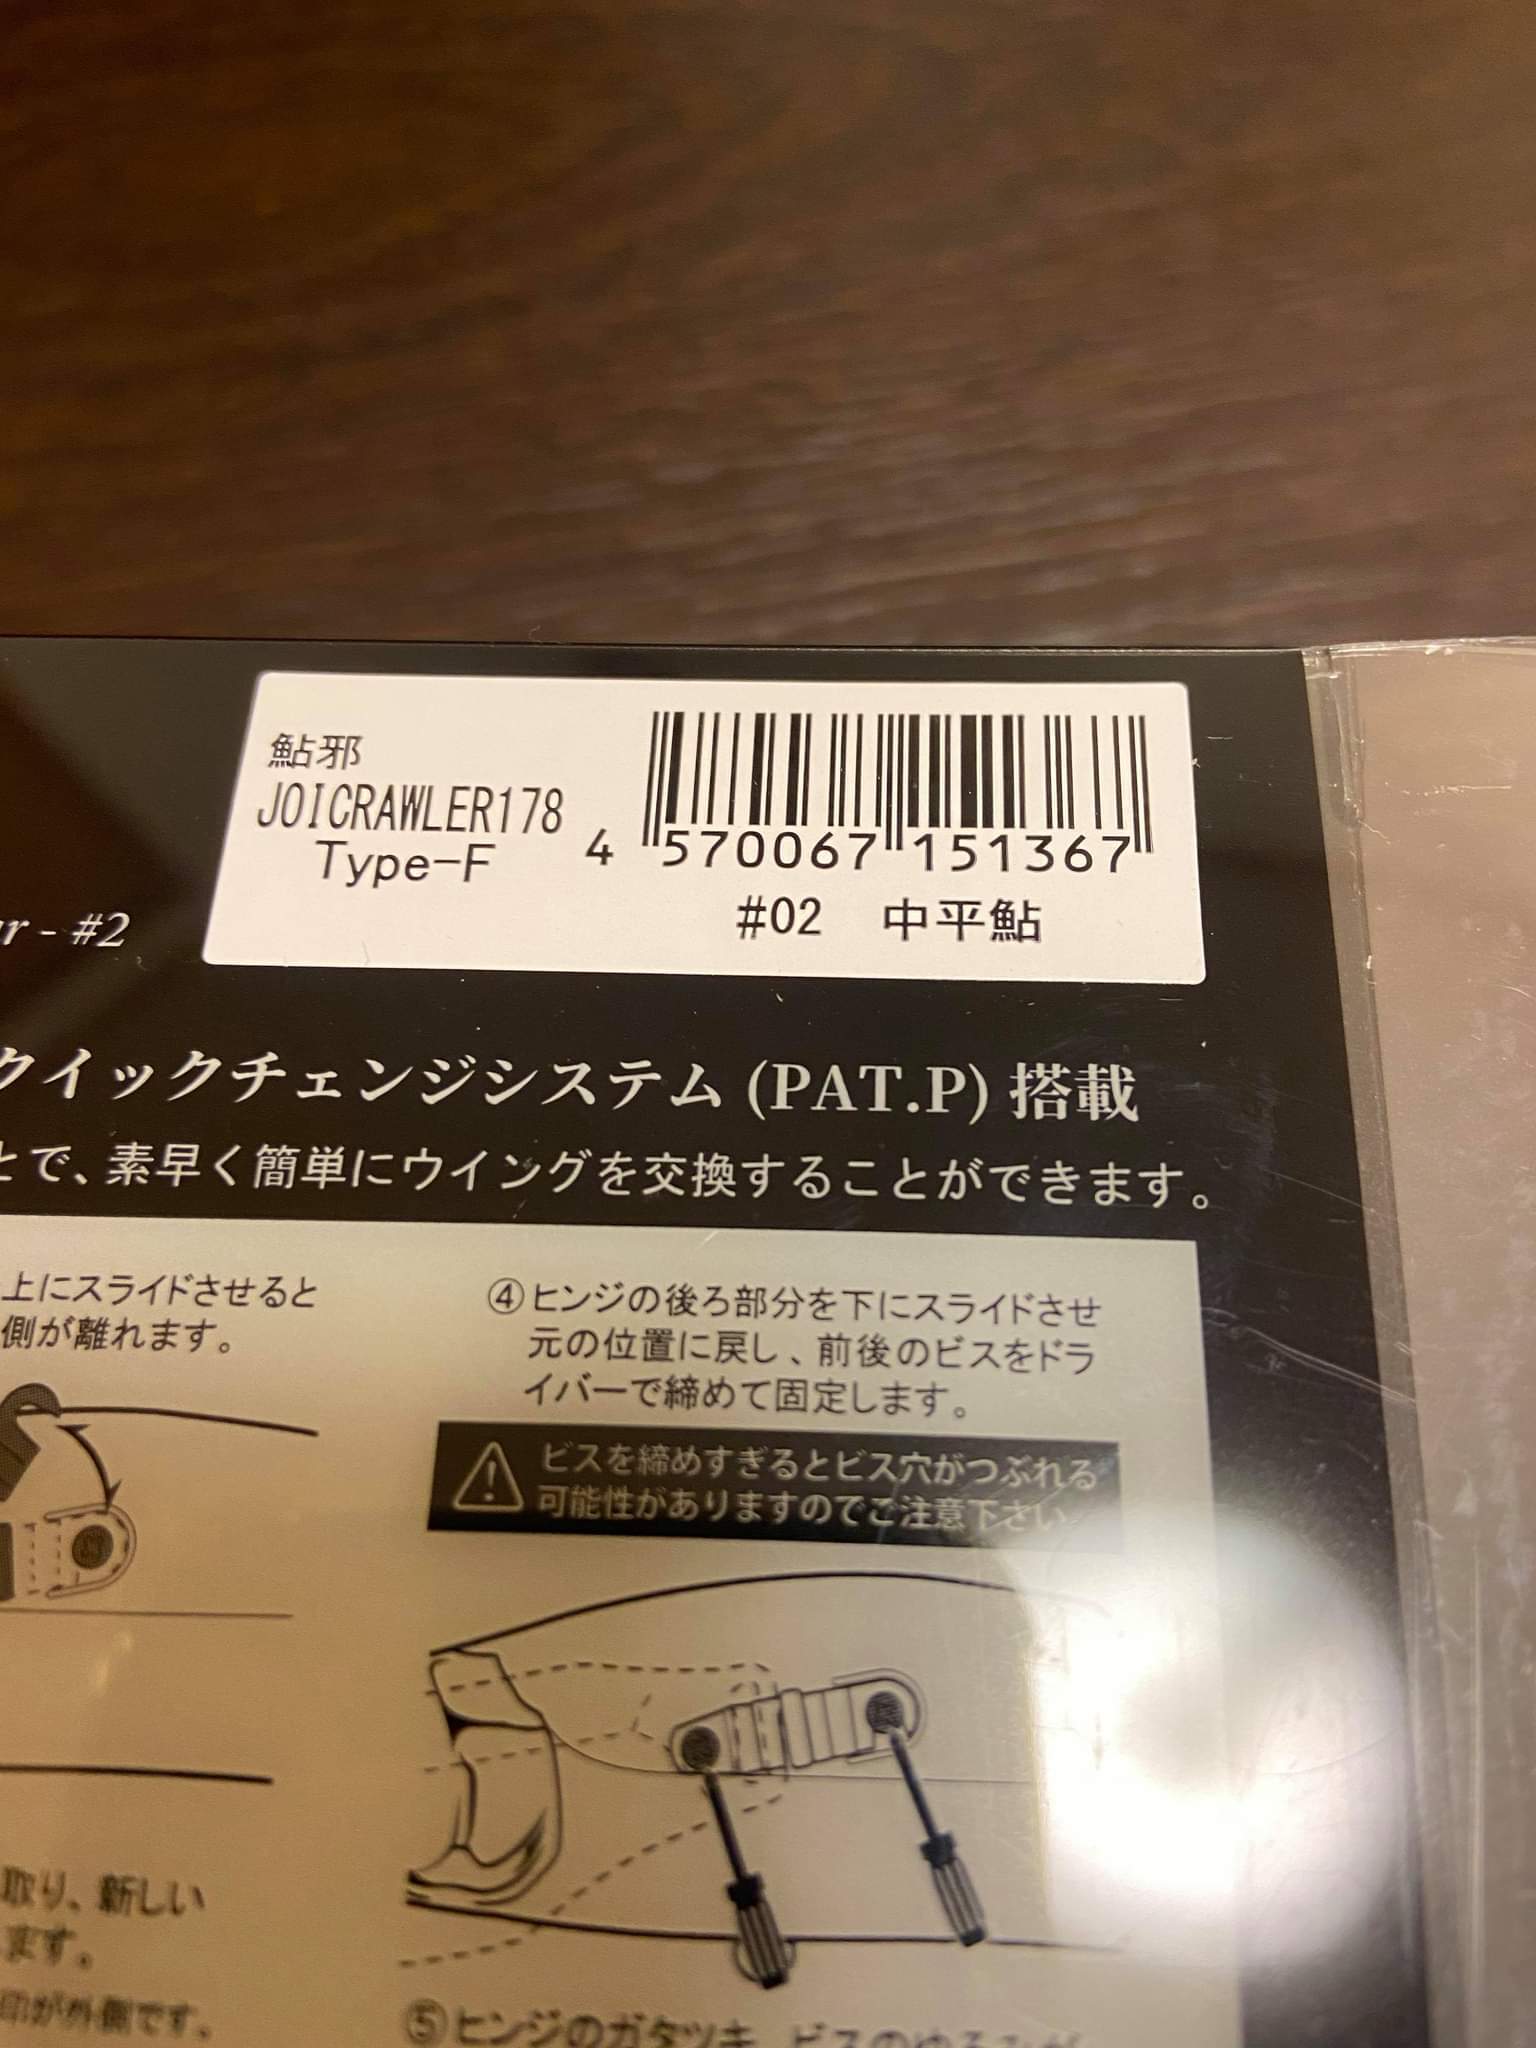 鮎邪
JOICRAWLER178
Type-F
4 570067 151367
#02 中平鮎
r - #2
クイックチェンジシステム (PAT.P) 搭載
とで、素早く簡単にウイングを交換することができます。
上にスライドさせると
側が離れます。
④ヒンジの後ろ部分を下にスライドさせ
元の位置に戻し、前後のビスをドラ
イバーで締めて固定します。
ビスを締めすぎるとビス穴がつぶれる
可能性がありますのでご注意下さい。
取り、新しい
ます。
印が外側です。
⑤ヒンジのガタツキ、ビスのゆるみが